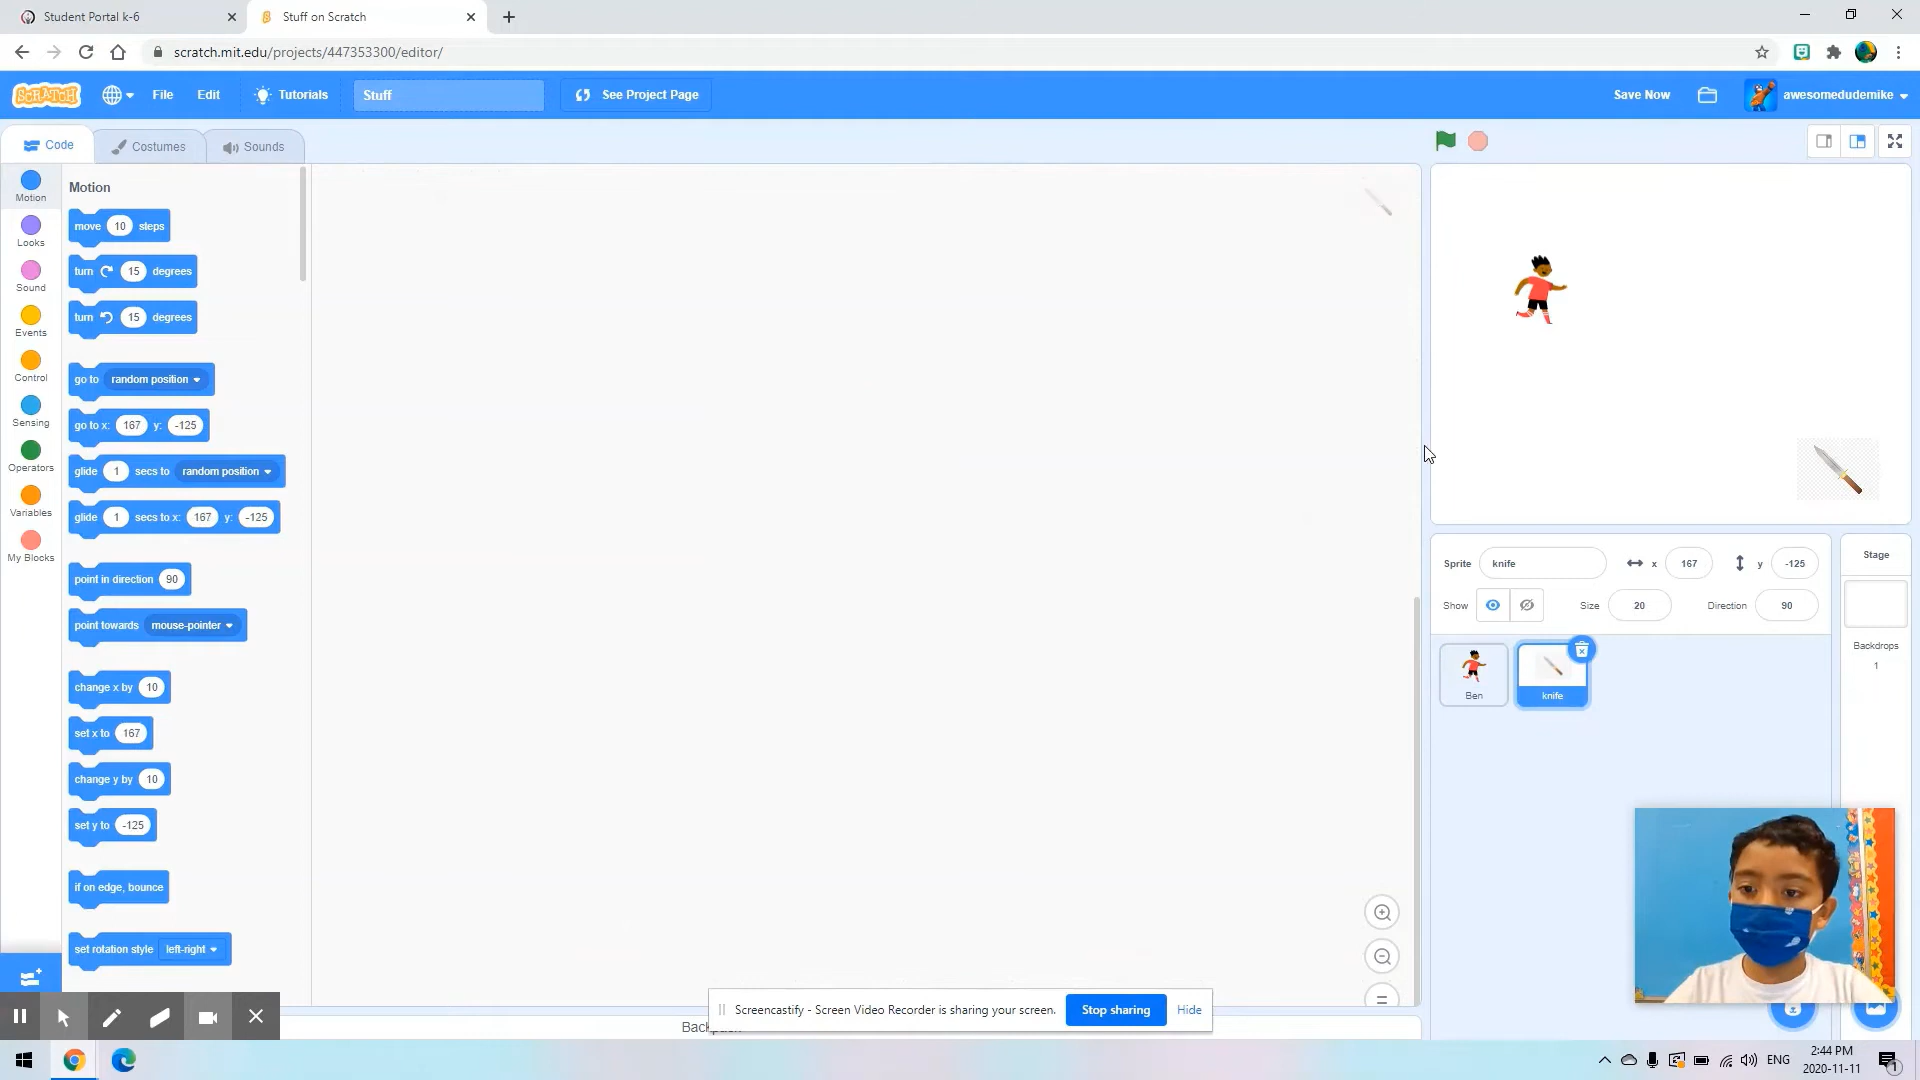 Student Portal k-6
Stuff on Scratch
scratch.mit.edu/projects/447353300/editor/
SCRATCH
File
Edit
Tutorials
Stuff
See Project Page
Save Now
awesomedudemike
Code
Costumes
Sounds
Motion
Looks
Sound
Events
Control
Sensing
Operators
Variables
My Blocks
Motion
move 10 steps
turn 15 degrees
turn 15 degrees
go to random position
go to x: 167 y: -125
glide 1 secs to random position
glide 1 secs to x: 167 y: -125
point in direction 90
point towards mouse-pointer
change x by 10
set x to 167
change y by 10
set y to -125
if on edge, bounce
set rotation style left-right
Sprite knife x 167 y -125
Show Size 20 Direction 90
Ben
knife
Stage
Backdrops
1
Screencastify - Screen Video Recorder is sharing your screen. Stop sharing Hide
ENG
2:44 PM
2020-11-11
1